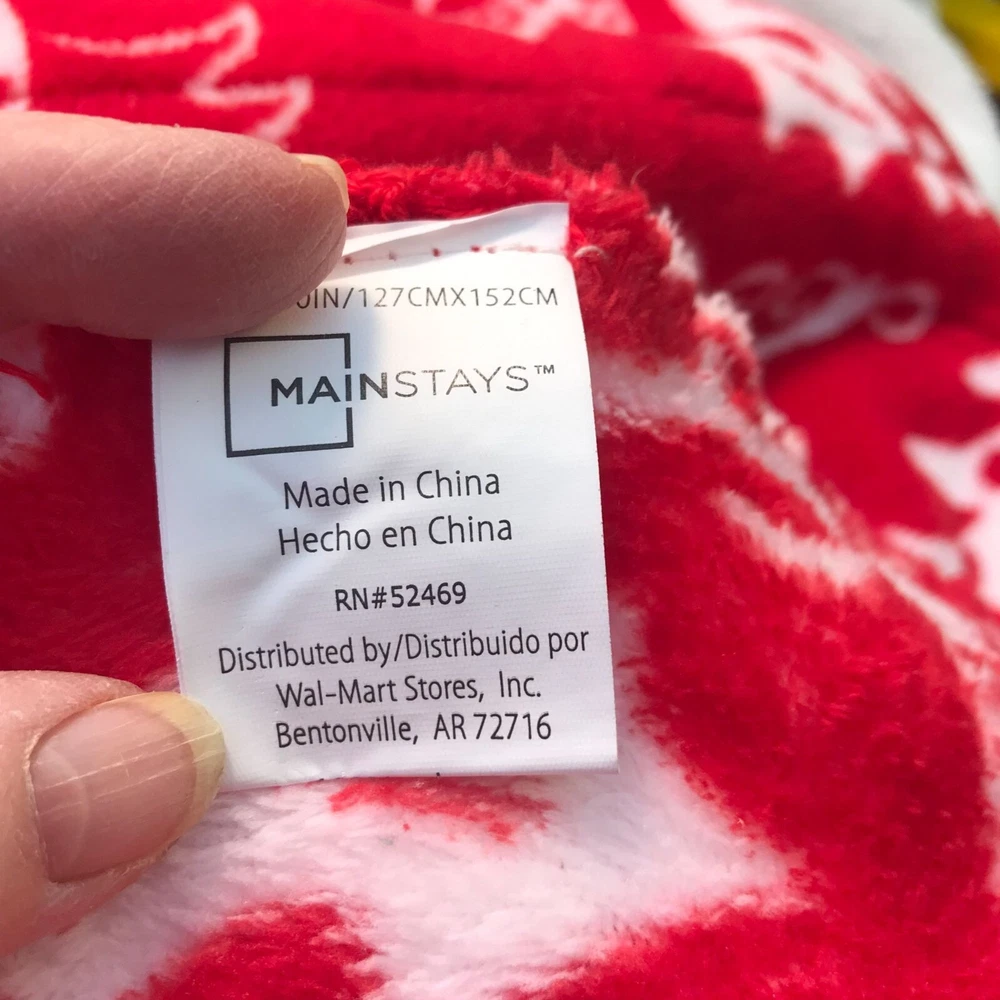 0IN/127CMX152CM
MAINSTAYS™
Made in China
Hecho en China
RN#52469
Distributed by/Distribuido por
Wal-Mart Stores, Inc.
Bentonville, AR 72716